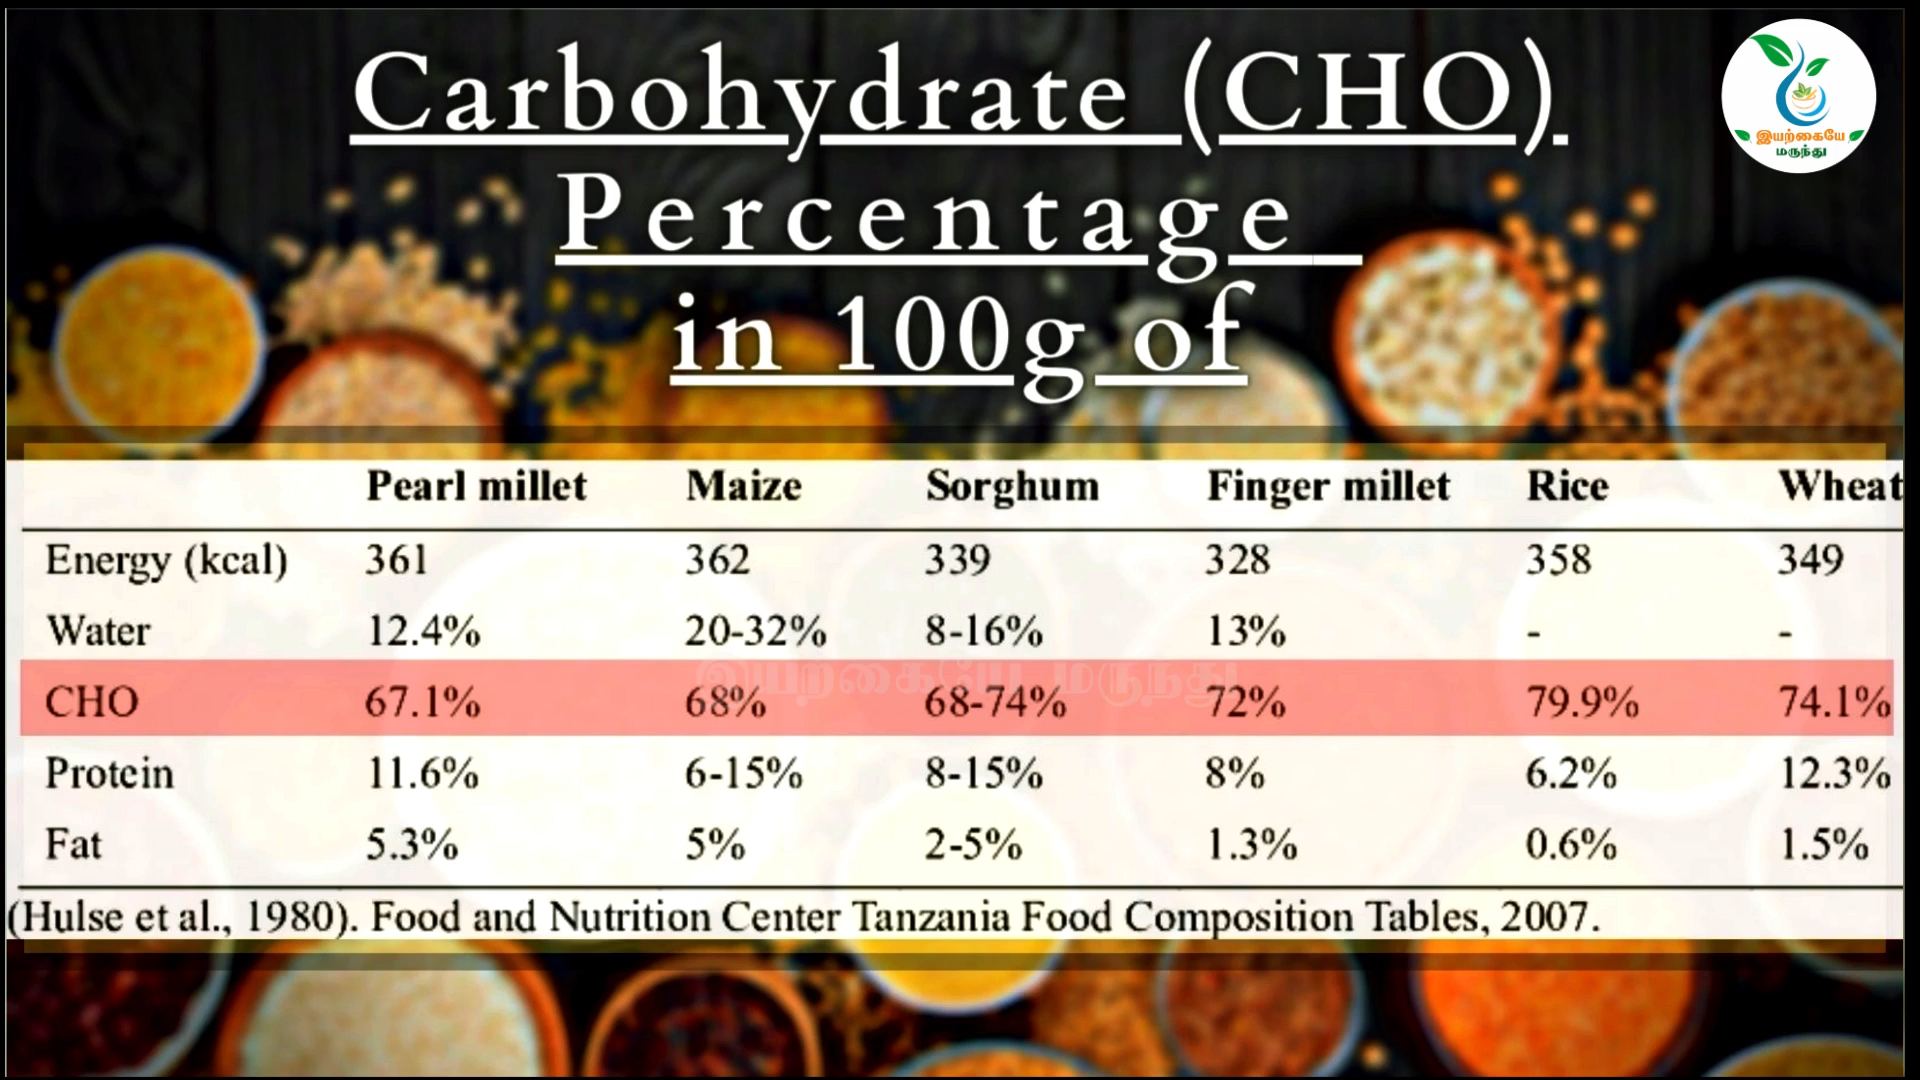 Carbohydrate (CHO).
Percentage
in 100g of
இயற்கையே
மருந்து
Pearl millet Maize Sorghum Finger millet Rice Wheat
Energy (kcal) 361 362 339 328 358 349
Water 12.4% 20-32% 8-16% 13% - -
இயற்கையே மருந்து
CHO 67.1% 68% 68-74% 72% 79.9% 74.1%
Protein 11.6% 6-15% 8-15% 8% 6.2% 12.3%
Fat 5.3% 5% 2-5% 1.3% 0.6% 1.5%
(Hulse et al., 1980). Food and Nutrition Center Tanzania Food Composition Tables, 2007.